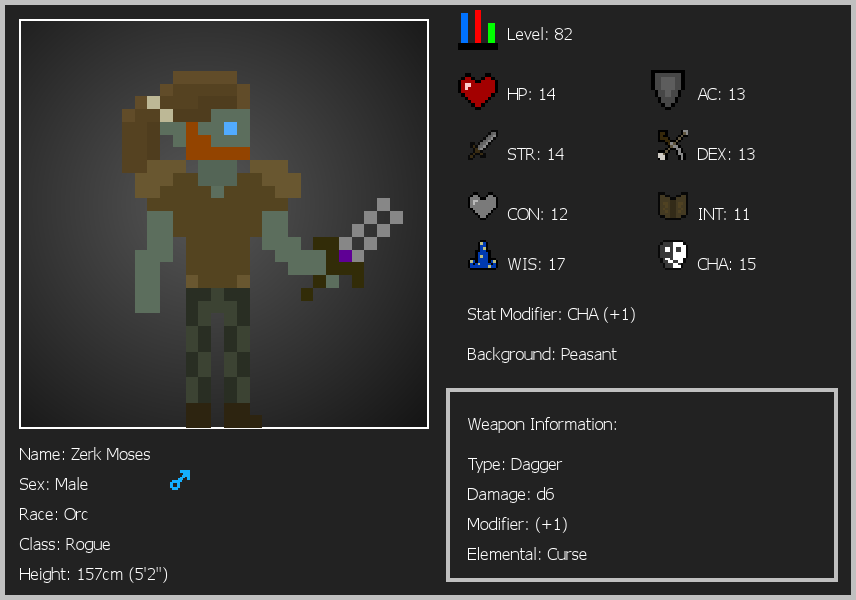 Level: 82
HP: 14
AC: 13
STR: 14
DEX: 13
CON: 12
INT: 11
WIS: 17
CHA: 15
Stat Modifier: CHA (+1)
Background: Peasant
Weapon Information:
Type: Dagger
Damage: d6
Modifier: (+1)
Elemental: Curse
Name: Zerk Moses
Sex: Male
Race: Orc
Class: Rogue
Height: 157cm (5'2")